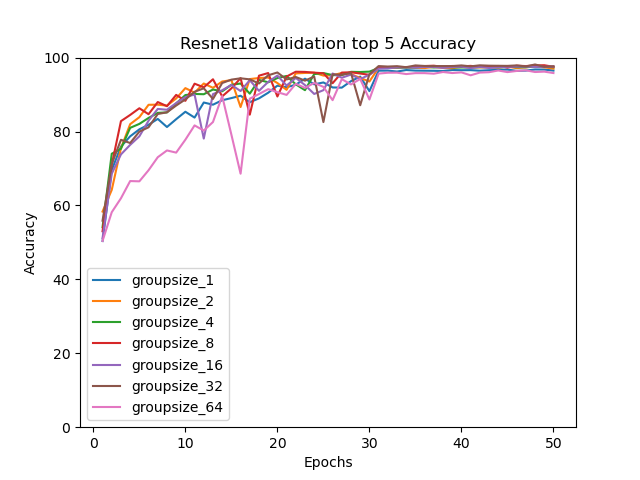 Resnet18 Validation top 5 Accuracy
100
80
60
40
20
0
Accuracy
groupsize_1
groupsize_2
groupsize_4
groupsize_8
groupsize_16
groupsize_32
groupsize_64
0 10 20 30 40 50
Epochs